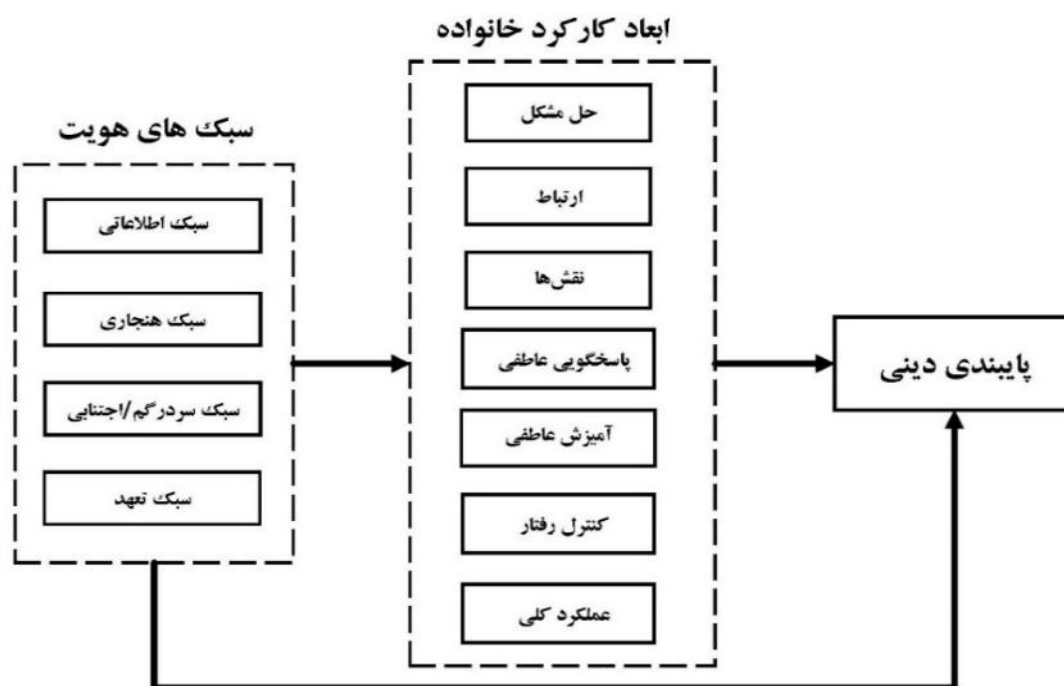 ابعاد کارکرد خانواده
حل مشکل
ارتباط
نقش‌ها
پاسخگویی عاطفی
آمیزش عاطفی
کنترل رفتار
عملکرد کلی
سبک های هویت
سبک اطلاعاتی
سبک هنجاری
سبک سردرگم/اجتنابی
سبک تعهد
پایبندی دینی